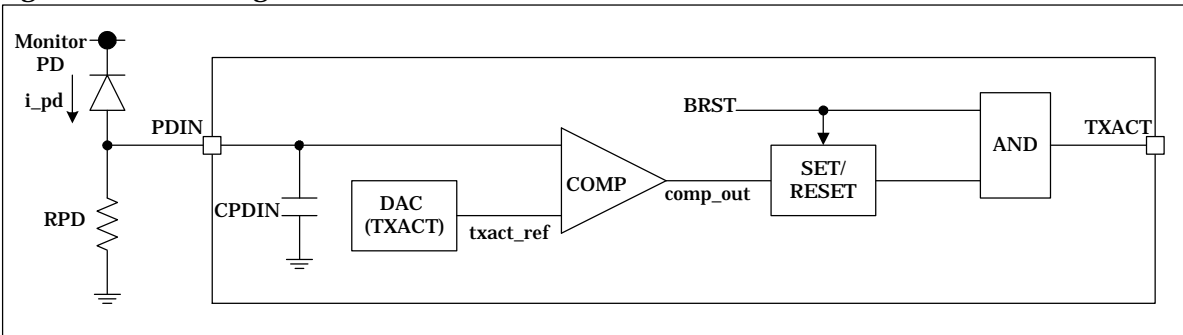 Monitor
PD
i_pd
PDIN
RPD
CPDIN
DAC
(TXACT)
txact_ref
COMP
comp_out
BRST
SET/
RESET
AND
TXACT